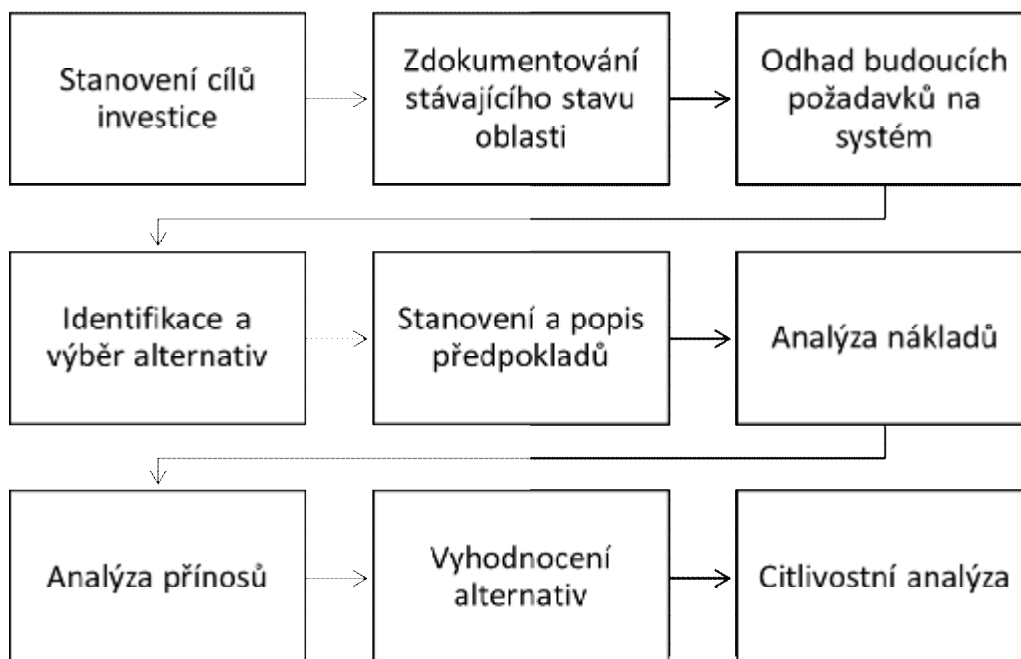 Stanovení cílů
investice
Zdokumentování
stávajícího stavu
oblasti
Odhad budoucích
požadavků na
systém
Identifikace a
výběr alternativ
Stanovení a popis
předpokladů
Analýza nákladů
Analýza přínosů
Vyhodnocení
alternativ
Citlivostní analýza